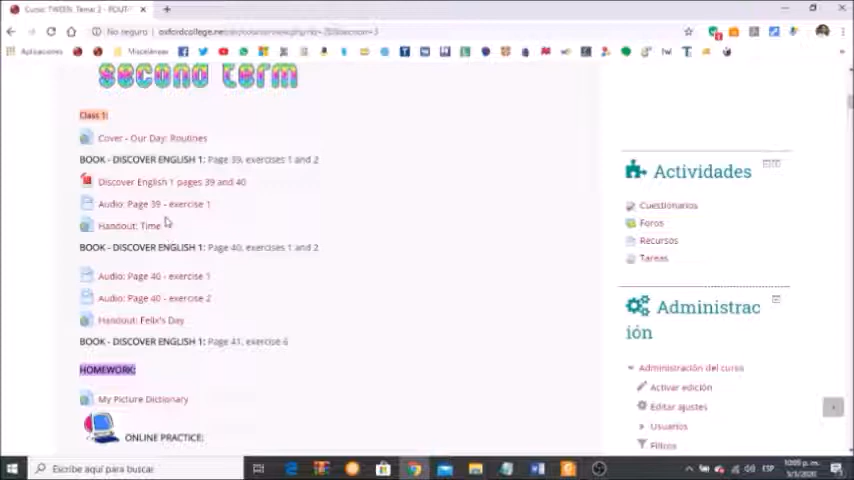 Curso: TWEEN, Tema: 2 - ROUT
No seguro | oxfordcollege.ne
Aplicaciones
Misceláneas
second term
Class 1:
Cover - Our Day: Routines
BOOK - DISCOVER ENGLISH 1: Page 39, exercises 1 and 2
Discover English 1 pages 39 and 40
Audio: Page 39 - exercise 1
Handout: Time
BOOK - DISCOVER ENGLISH 1: Page 40, exercises 1 and 2
Audio: Page 40 - exercise 1
Audio: Page 40 - exercise 2
Handout: Felix's Day
BOOK - DISCOVER ENGLISH 1: Page 41, exercise 6
HOMEWORK:
My Picture Dictionary
ONLINE PRACTICE:
Actividades
Cuestionarios
Foros
Recursos
Tareas
Administrac
ión
Administración del curso
Activar edición
Editar ajustes
Usuarios
Filtros
Escribe aquí para buscar
ESP